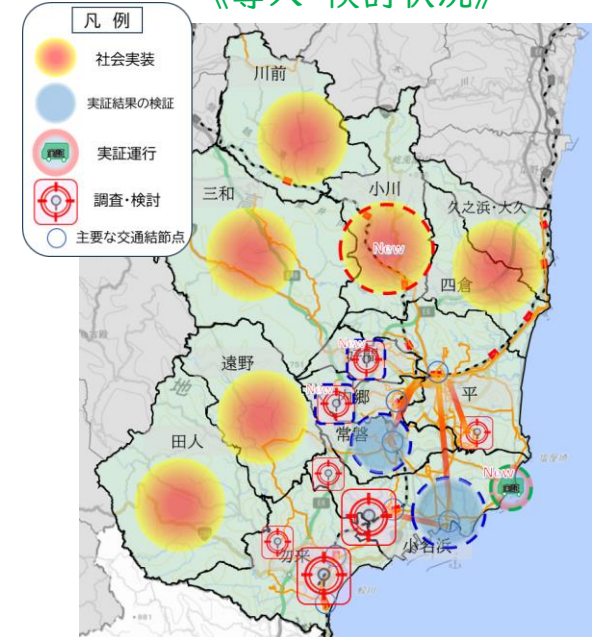 《導入・検討状況》
凡 例
社会実装
実証結果の検証
実証運行
調査・検討
主要な交通結節点
川前
三和
小川
New
久之浜・大久
四倉
New
New
遠野
平
常磐
田人
New
小名浜
勿来